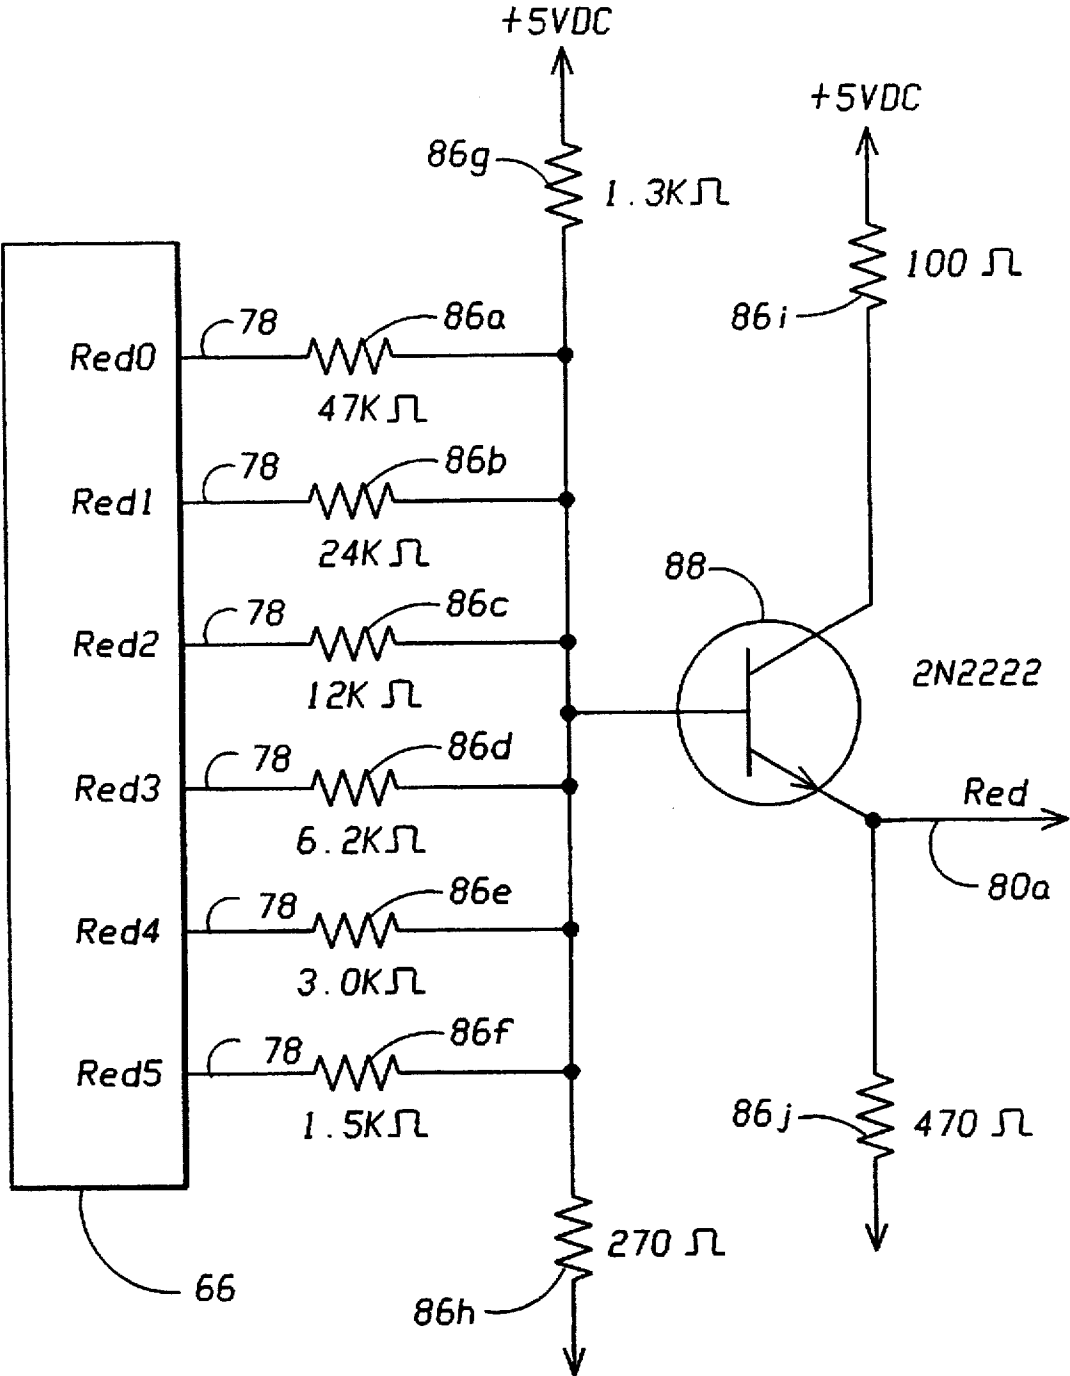 +5VDC
+5VDC
86g
1.3KΩ
100 Ω
86i
Red0
78
86a
47KΩ
Red1
78
86b
24KΩ
Red2
78
86c
12KΩ
88
2N2222
Red3
78
86d
6.2KΩ
Red
80a
Red4
78
86e
3.0KΩ
Red5
78
86f
1.5KΩ
86j
470 Ω
270 Ω
66
86h